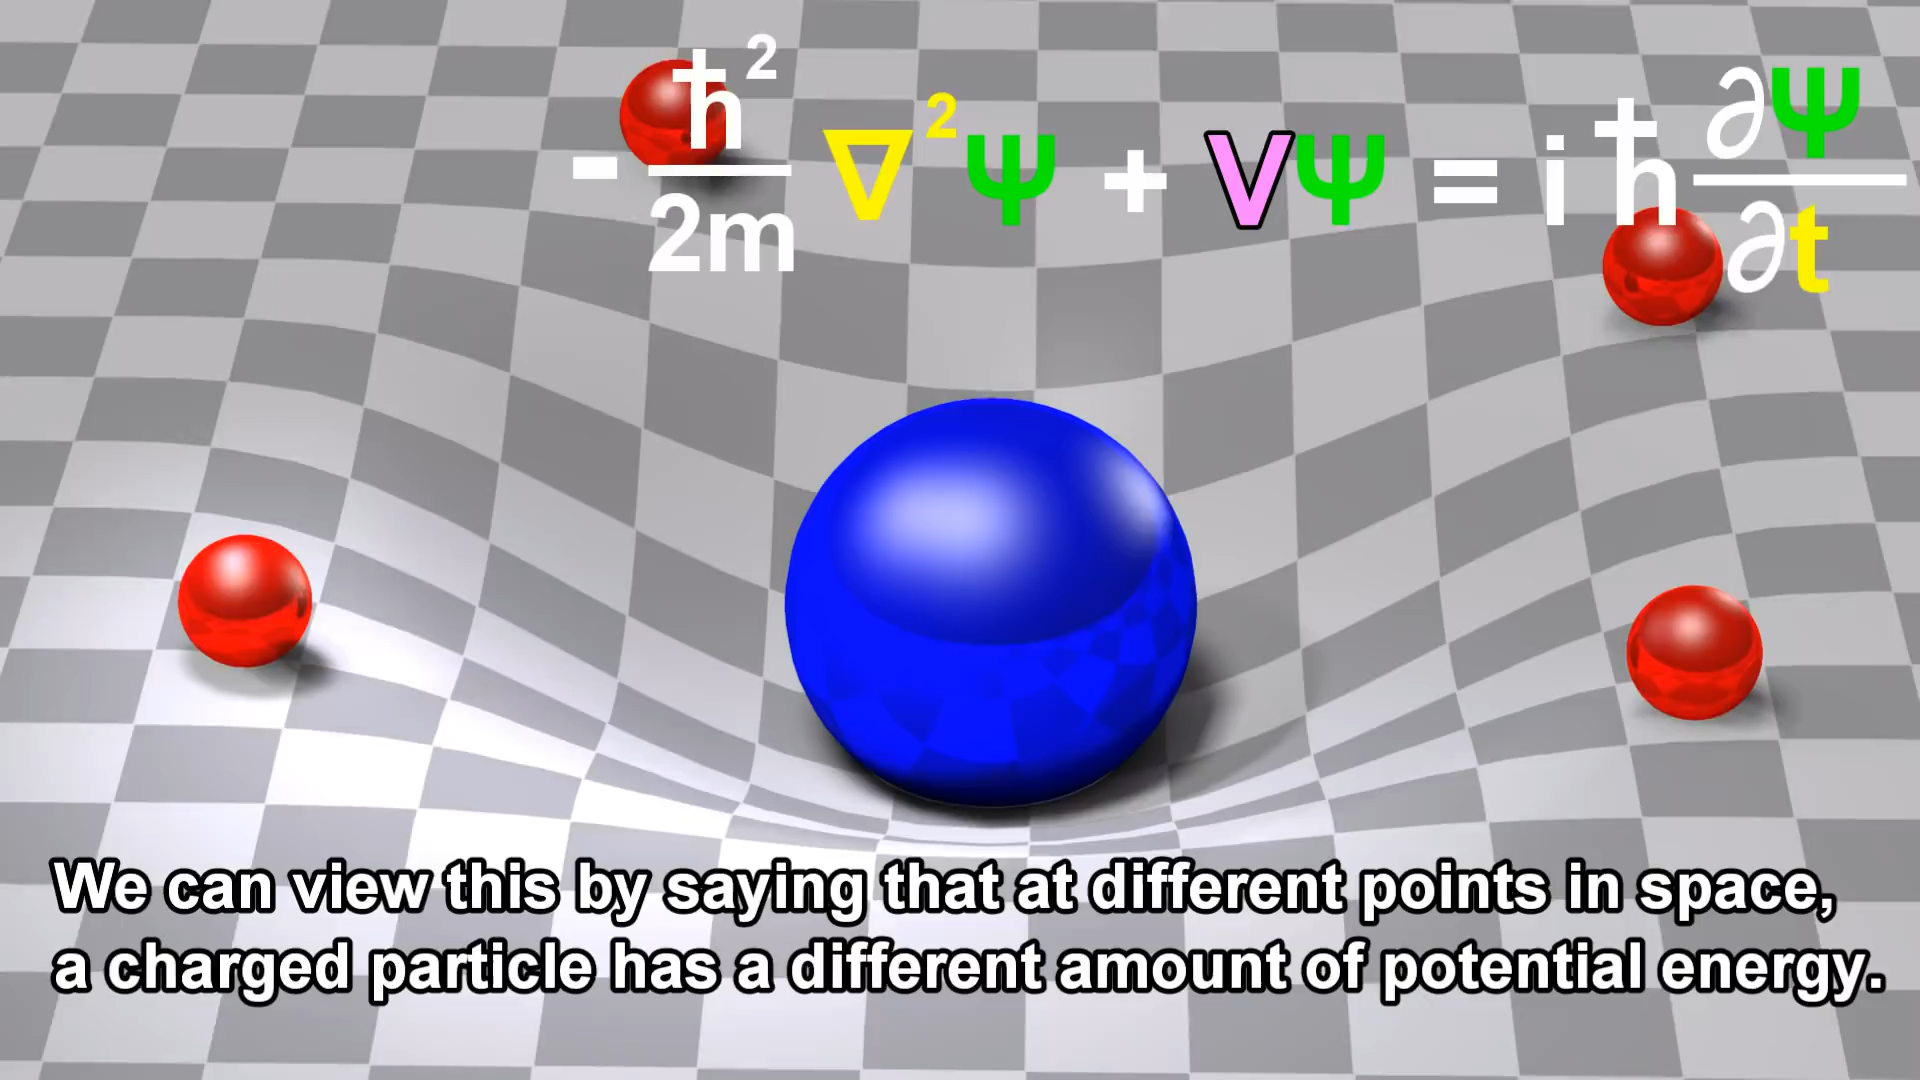 - ħ² / 2m ∇²Ψ + VΨ = i ħ ∂Ψ / ∂t
We can view this by saying that at different points in space,
a charged particle has a different amount of potential energy.